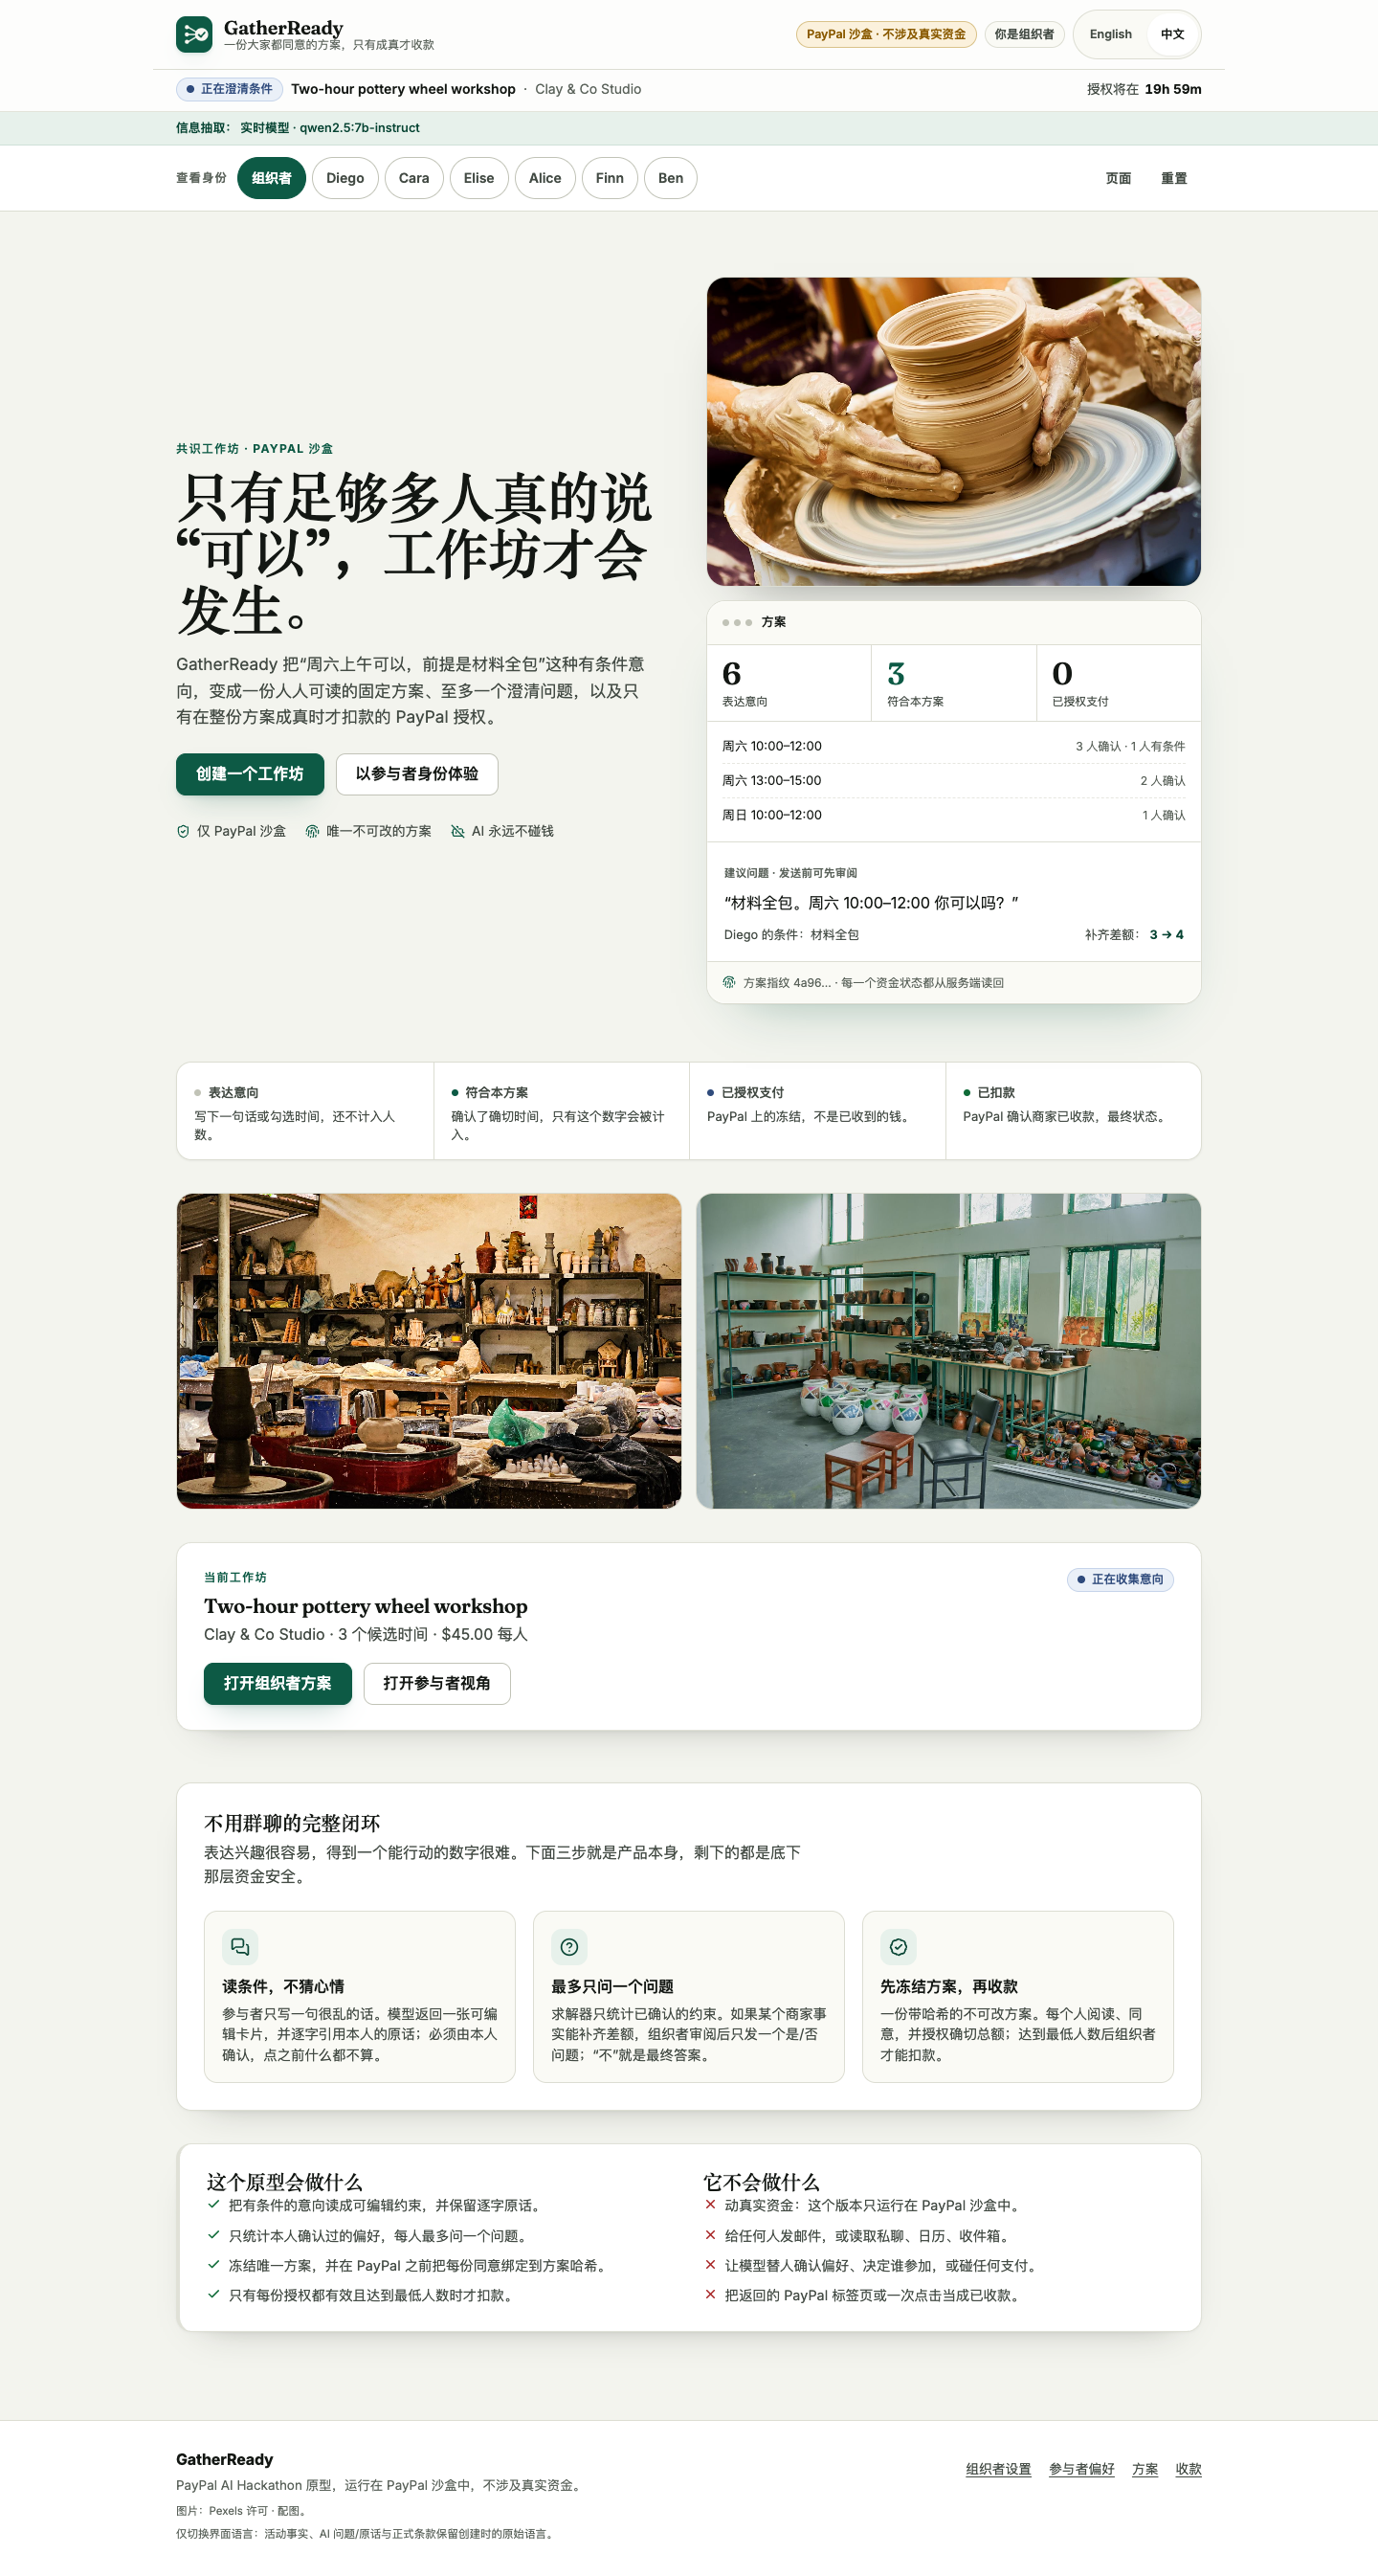 GatherReady
一份大家都同意的方案，只有成真才收款
PayPal 沙盒 · 不涉及真实资金
你是组织者
English
中文
正在澄清条件
Two-hour pottery wheel workshop · Clay & Co Studio
授权将在 19h 59m
信息抽取： 实时模型 · qwen2.5:7b-instruct
查看身份
组织者
Diego
Cara
Elise
Alice
Finn
Ben
页面
重置
共识工作坊 · PAYPAL 沙盒
只有足够多人真的说
“可以”，工作坊才会
发生。
GatherReady 把“周六上午可以，前提是材料全包”这种有条件意
向，变成一份人人可读的固定方案、至多一个澄清问题，以及只
有在整份方案成真时才扣款的 PayPal 授权。
创建一个工作坊
以参与者身份体验
仅 PayPal 沙盒
唯一不可改的方案
AI 永远不碰钱
方案
6
表达意向
3
符合本方案
0
已授权支付
周六 10:00–12:00
3 人确认 · 1 人有条件
周六 13:00–15:00
2 人确认
周日 10:00–12:00
1 人确认
建议问题 · 发送前可先审阅
“材料全包。周六 10:00–12:00 你可以吗？”
Diego 的条件：材料全包
补齐差额： 3 → 4
方案指纹 4a96… · 每一个资金状态都从服务端读回
表达意向
写下一句话或勾选时间，还不计入人
数。
符合本方案
确认了确切时间，只有这个数字会被计
入。
已授权支付
PayPal 上的冻结，不是已收到的钱。
已扣款
PayPal 确认商家已收款，最终状态。
当前工作坊
正在收集意向
Two-hour pottery wheel workshop
Clay & Co Studio · 3 个候选时间 · $45.00 每人
打开组织者方案
打开参与者视角
不用群聊的完整闭环
表达兴趣很容易，得到一个能行动的数字很难。下面三步就是产品本身，剩下的都是底下
那层资金安全。
读条件，不猜心情
参与者只写一句很乱的话。模型返回一张可编
辑卡片，并逐字引用本人的原话；必须由本人
确认，点之前什么都不算。
最多只问一个问题
求解器只统计已确认的约束。如果某个商家事
实能补齐差额，组织者审阅后只发一个是/否
问题；“不”就是最终答案。
先冻结方案，再收款
一份带哈希的不可改方案。每个人阅读、同
意，并授权确切总额；达到最低人数后组织者
才能扣款。
这个原型会做什么
把有条件的意向读成可编辑约束，并保留逐字原话。
只统计本人确认过的偏好，每人最多问一个问题。
冻结唯一方案，并在 PayPal 之前把每份同意绑定到方案哈希。
只有每份授权都有效且达到最低人数时才扣款。
它不会做什么
动真实资金：这个版本只运行在 PayPal 沙盒中。
给任何人发邮件，或读取私聊、日历、收件箱。
让模型替人确认偏好、决定谁参加，或碰任何支付。
把返回的 PayPal 标签页或一次点击当成已收款。
GatherReady
PayPal AI Hackathon 原型，运行在 PayPal 沙盒中，不涉及真实资金。
图片：Pexels 许可 · 配图。
仅切换界面语言：活动事实、AI 问题/原话与正式条款保留创建时的原始语言。
组织者设置
参与者偏好
方案
收款